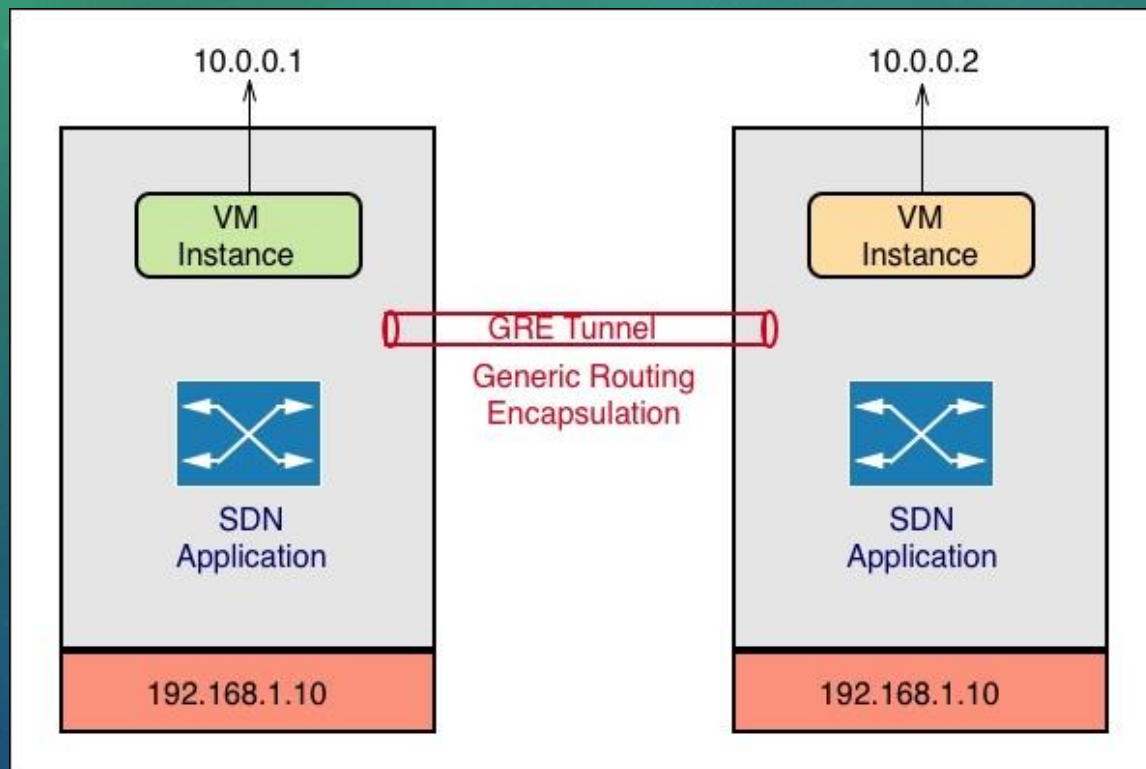 10.0.0.1
10.0.0.2
VM
Instance
VM
Instance
GRE Tunnel
Generic Routing
Encapsulation
SDN
Application
SDN
Application
192.168.1.10
192.168.1.10